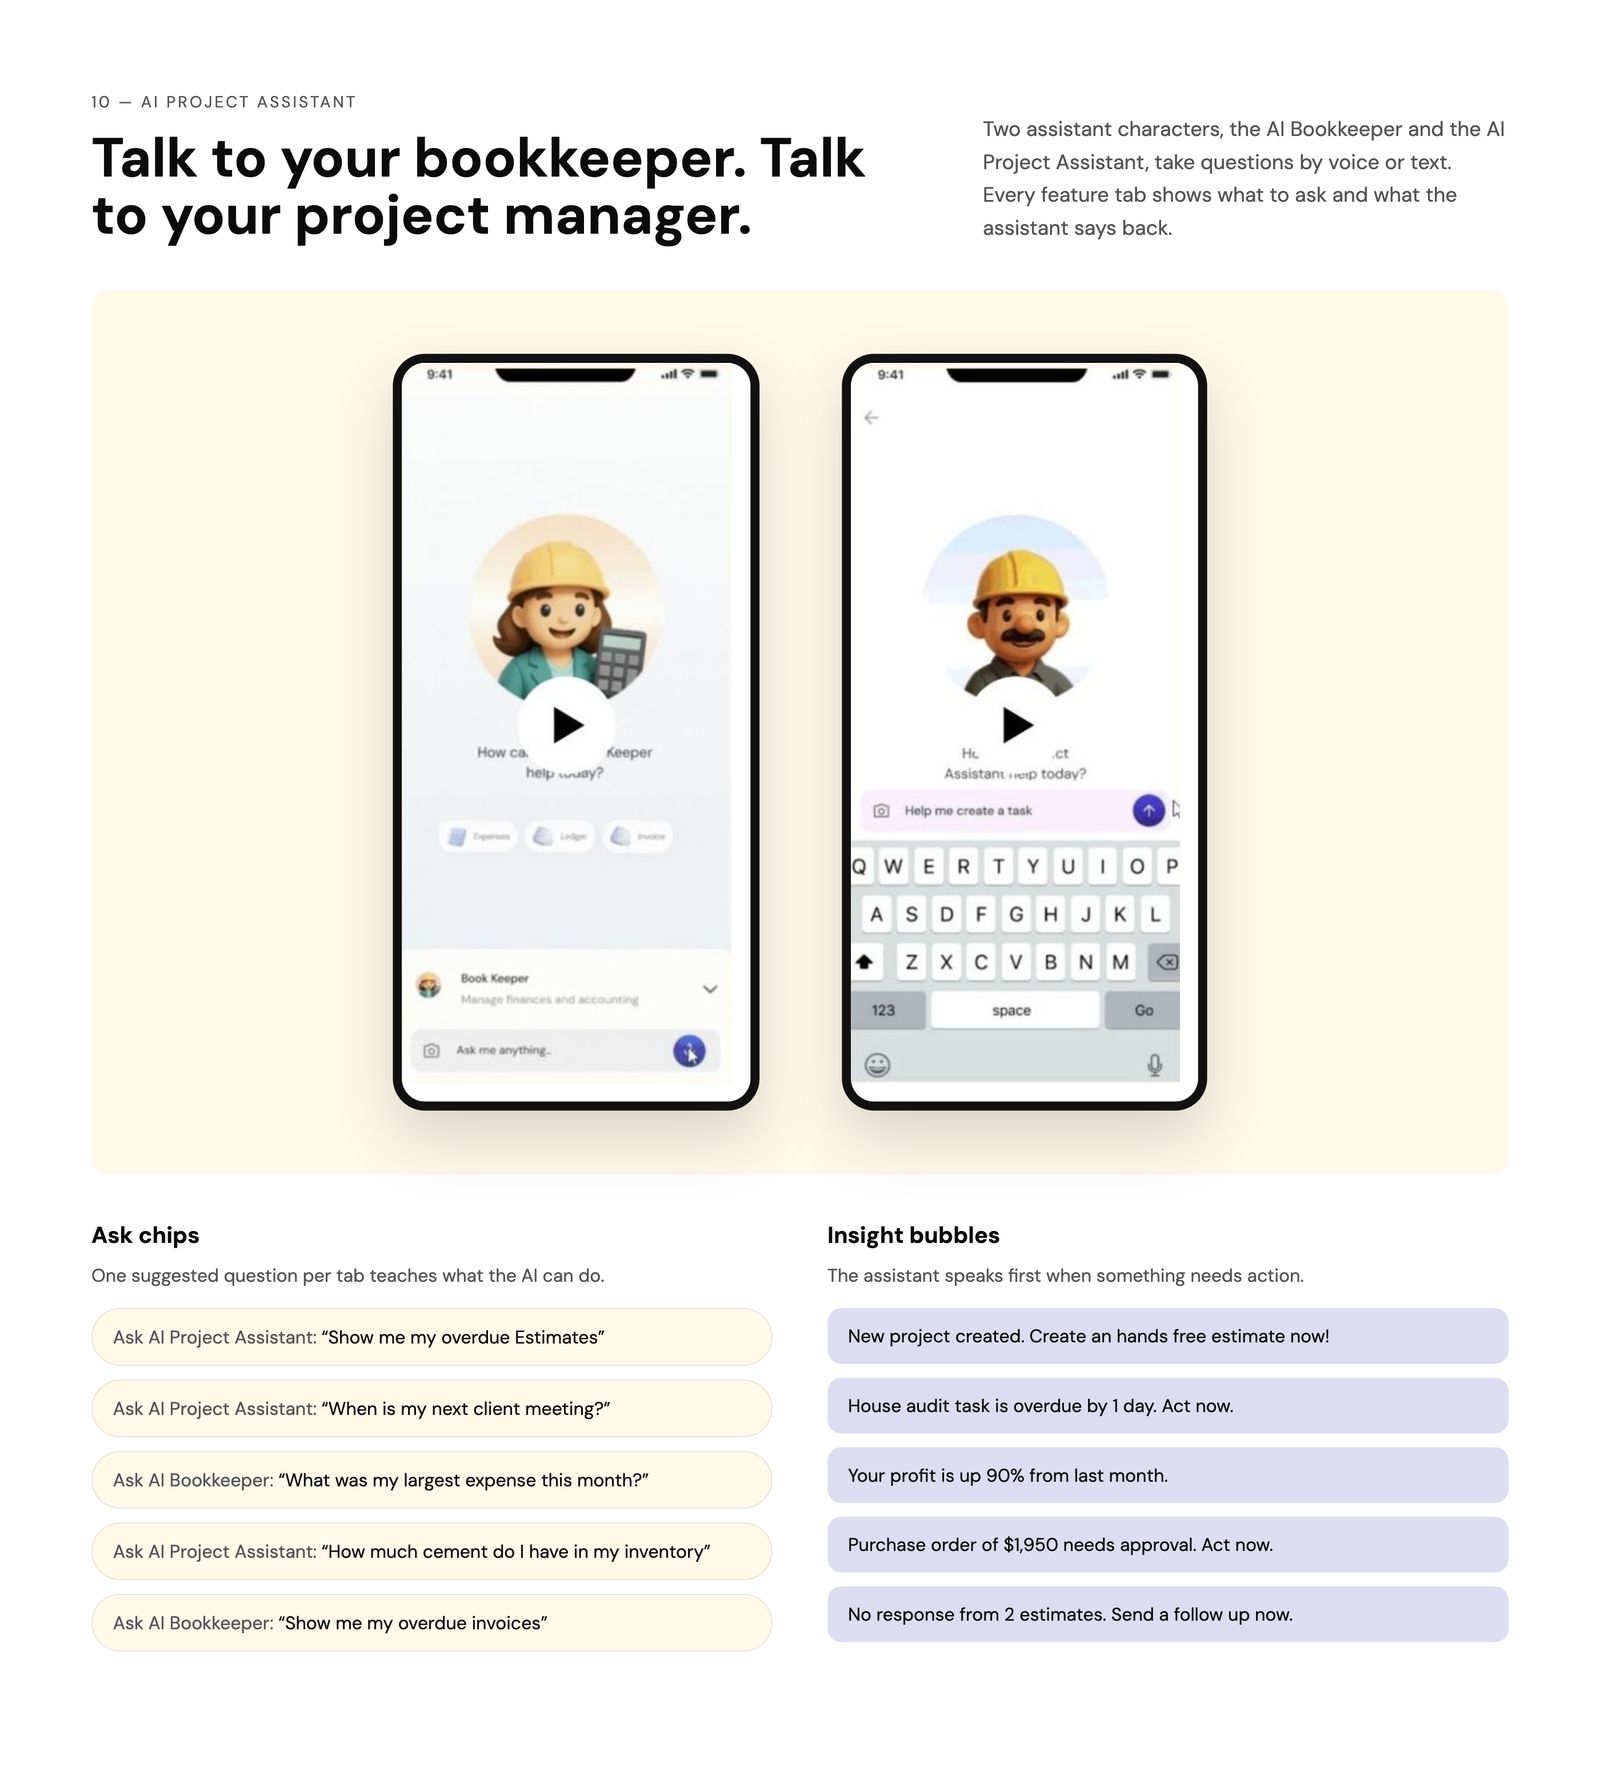 10 — AI PROJECT ASSISTANT
Talk to your bookkeeper. Talk
to your project manager.
Two assistant characters, the AI Bookkeeper and the AI
Project Assistant, take questions by voice or text.
Every feature tab shows what to ask and what the
assistant says back.
9:41
How ca Keeper
help today?
Expenses Ledger Invoice
Book Keeper
Manage finances and accounting
Ask me anything..
9:41
Assistant help today?
Help me create a task
Q W E R T Y U I O P
A S D F G H J K L
Z X C V B N M
123 space Go
Ask chips
One suggested question per tab teaches what the AI can do.
Ask AI Project Assistant: “Show me my overdue Estimates”
Ask AI Project Assistant: “When is my next client meeting?”
Ask AI Bookkeeper: “What was my largest expense this month?”
Ask AI Project Assistant: “How much cement do I have in my inventory”
Ask AI Bookkeeper: “Show me my overdue invoices”
Insight bubbles
The assistant speaks first when something needs action.
New project created. Create an hands free estimate now!
House audit task is overdue by 1 day. Act now.
Your profit is up 90% from last month.
Purchase order of $1,950 needs approval. Act now.
No response from 2 estimates. Send a follow up now.